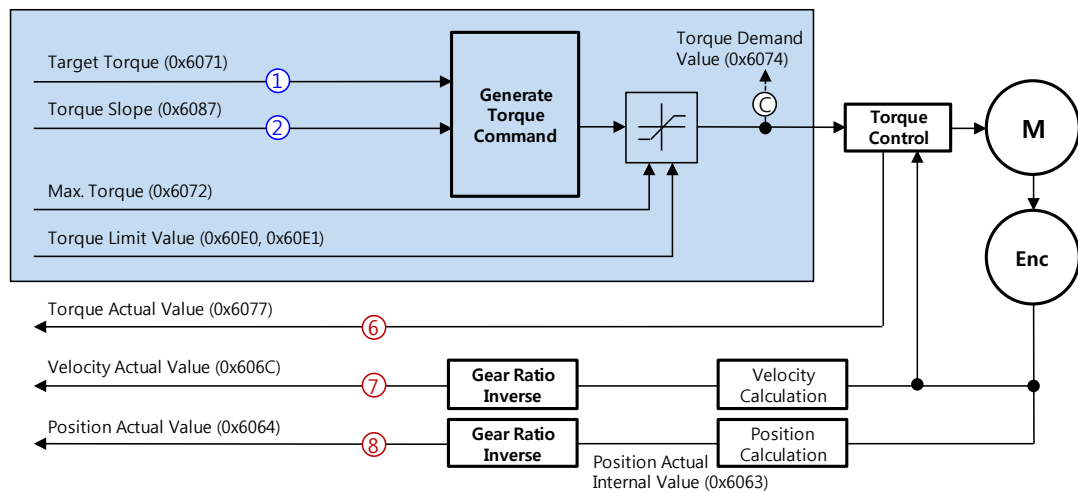 Target Torque (0x6071)
1
Torque Slope (0x6087)
2
Max. Torque (0x6072)
Torque Limit Value (0x60E0, 0x60E1)
Generate
Torque
Command
Torque Demand
Value (0x6074)
C
Torque
Control
M
Enc
Torque Actual Value (0x6077)
6
Velocity Actual Value (0x606C)
7
Gear Ratio
Inverse
Velocity
Calculation
Position Actual Value (0x6064)
8
Gear Ratio
Inverse
Position
Calculation
Position Actual
Internal Value (0x6063)